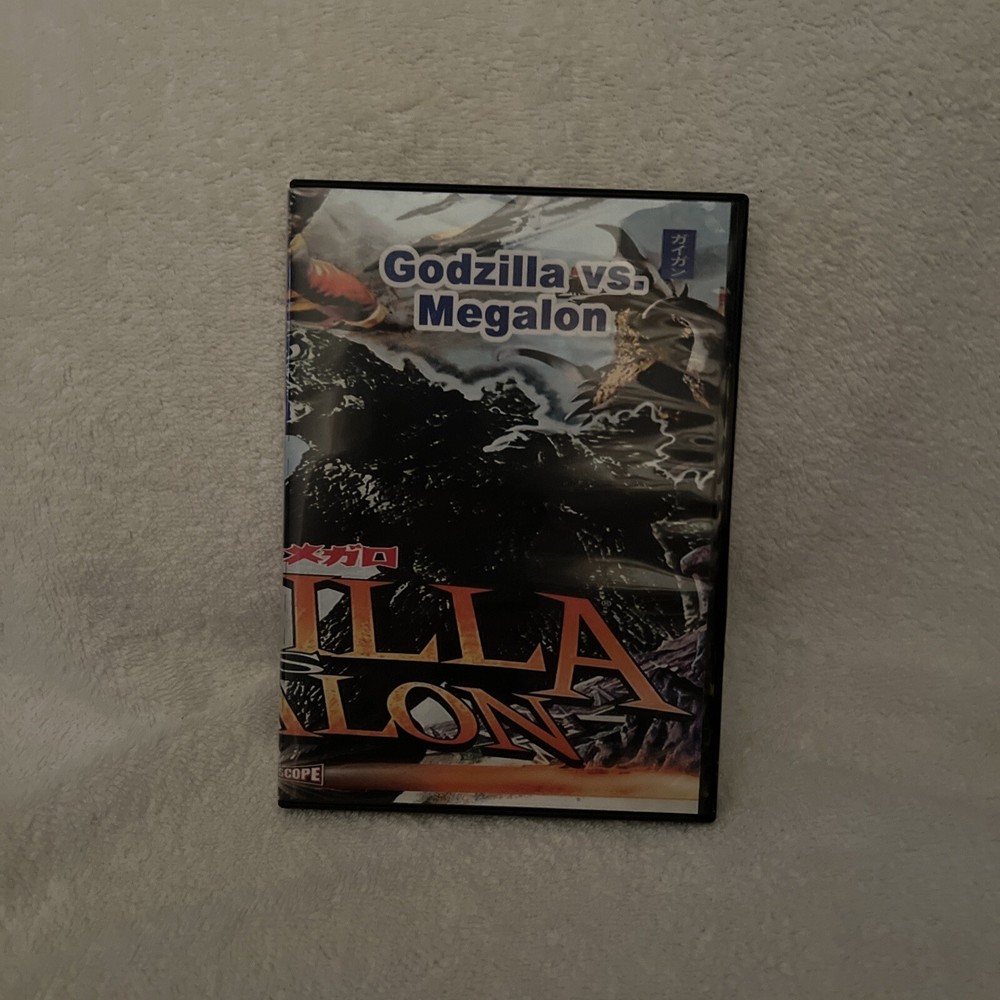 Godzilla vs.
Megalon
ガイガン
メガロ
ILLA
S
ALON
SCOPE